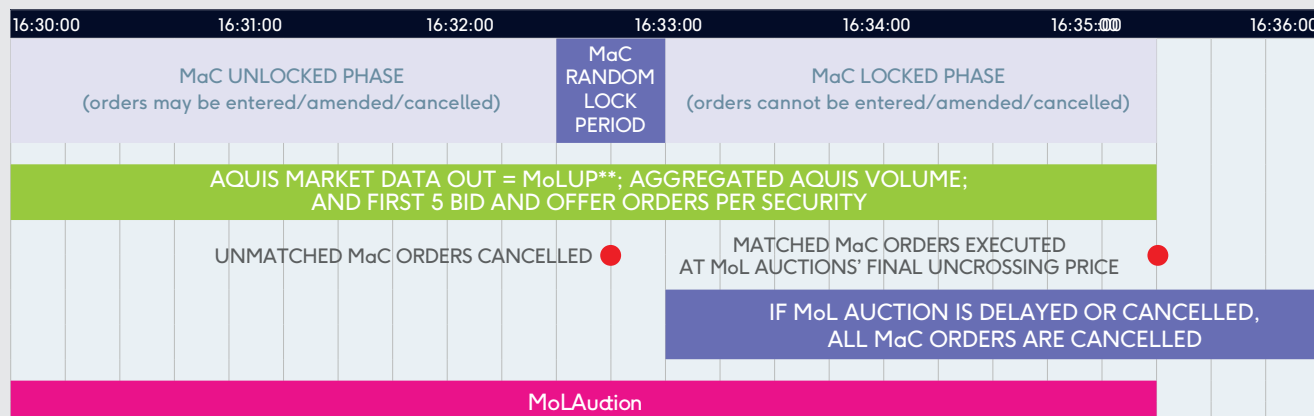 16:30:00 16:31:00 16:32:00 16:33:00 16:34:00 16:35:00 16:36:00
MaC UNLOCKED PHASE
(orders may be entered/amended/cancelled)
MaC
RANDOM
LOCK
PERIOD
MaC LOCKED PHASE
(orders cannot be entered/amended/cancelled)
AQUIS MARKET DATA OUT = MoLUP**; AGGREGATED AQUIS VOLUME;
AND FIRST 5 BID AND OFFER ORDERS PER SECURITY
UNMATCHED MaC ORDERS CANCELLED
MATCHED MaC ORDERS EXECUTED
AT MoL AUCTIONS' FINAL UNCROSSING PRICE
IF MoL AUCTION IS DELAYED OR CANCELLED,
ALL MaC ORDERS ARE CANCELLED
MoLAuction